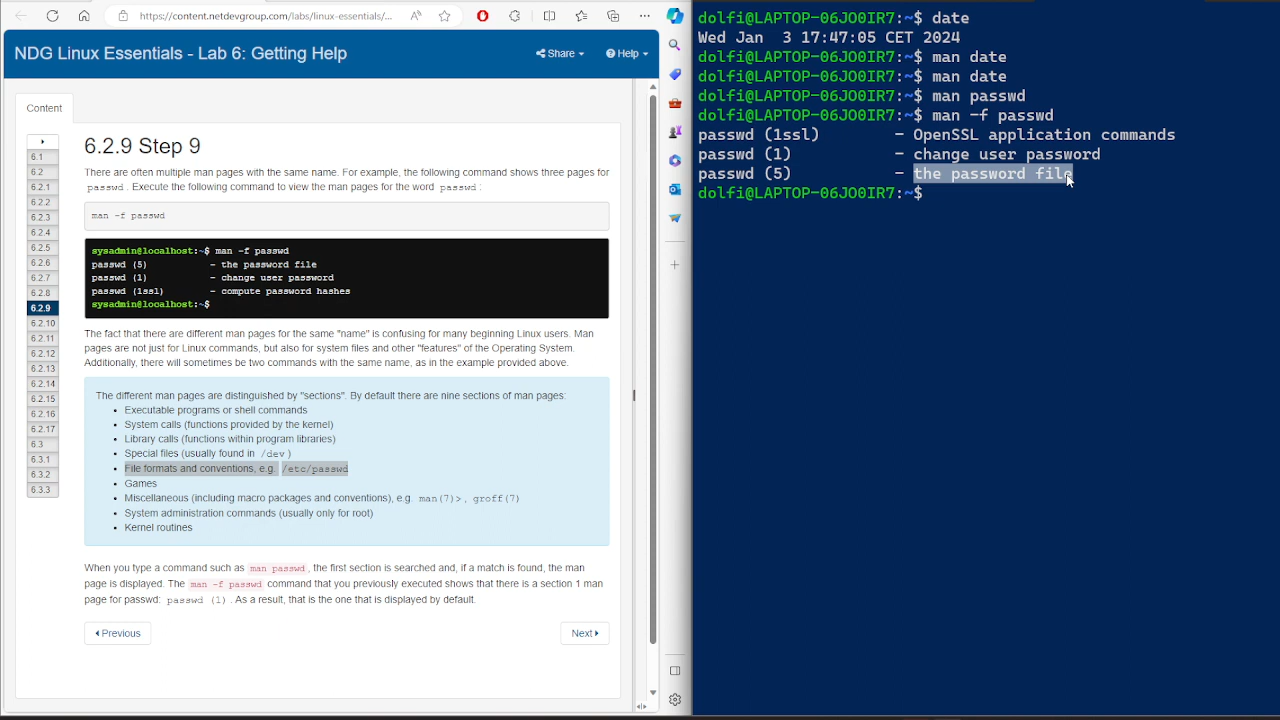 https://content.netdevgroup.com/labs/linux-essentials/...
NDG Linux Essentials - Lab 6: Getting Help
Share
Help
Content
6.1
6.2
6.2.1
6.2.2
6.2.3
6.2.4
6.2.5
6.2.6
6.2.7
6.2.8
6.2.9
6.2.10
6.2.11
6.2.12
6.2.13
6.2.14
6.2.15
6.2.16
6.2.17
6.3
6.3.1
6.3.2
6.3.3
6.2.9 Step 9
There are often multiple man pages with the same name. For example, the following command shows three pages for
passwd. Execute the following command to view the man pages for the word passwd:
man -f passwd
sysadmin@localhost:~$ man -f passwd
passwd (5) - the password file
passwd (1) - change user password
passwd (1ssl) - compute password hashes
sysadmin@localhost:~$
The fact that there are different man pages for the same "name" is confusing for many beginning Linux users. Man
pages are not just for Linux commands, but also for system files and other "features" of the Operating System.
Additionally, there will sometimes be two commands with the same name, as in the example provided above.
The different man pages are distinguished by "sections". By default there are nine sections of man pages:
• Executable programs or shell commands
• System calls (functions provided by the kernel)
• Library calls (functions within program libraries)
• Special files (usually found in /dev)
• File formats and conventions, e.g. /etc/passwd
• Games
• Miscellaneous (including macro packages and conventions), e.g. man(7)>, groff(7)
• System administration commands (usually only for root)
• Kernel routines
When you type a command such as man passwd, the first section is searched and, if a match is found, the man
page is displayed. The man -f passwd command that you previously executed shows that there is a section 1 man
page for passwd: passwd (1). As a result, that is the one that is displayed by default.
Previous
Next
dolfi@LAPTOP-06JO0IR7:~$ date
Wed Jan  3 17:47:05 CET 2024
dolfi@LAPTOP-06JO0IR7:~$ man date
dolfi@LAPTOP-06JO0IR7:~$ man date
dolfi@LAPTOP-06JO0IR7:~$ man passwd
dolfi@LAPTOP-06JO0IR7:~$ man -f passwd
passwd (1ssl) - OpenSSL application commands
passwd (1) - change user password
passwd (5) - the password file
dolfi@LAPTOP-06JO0IR7:~$